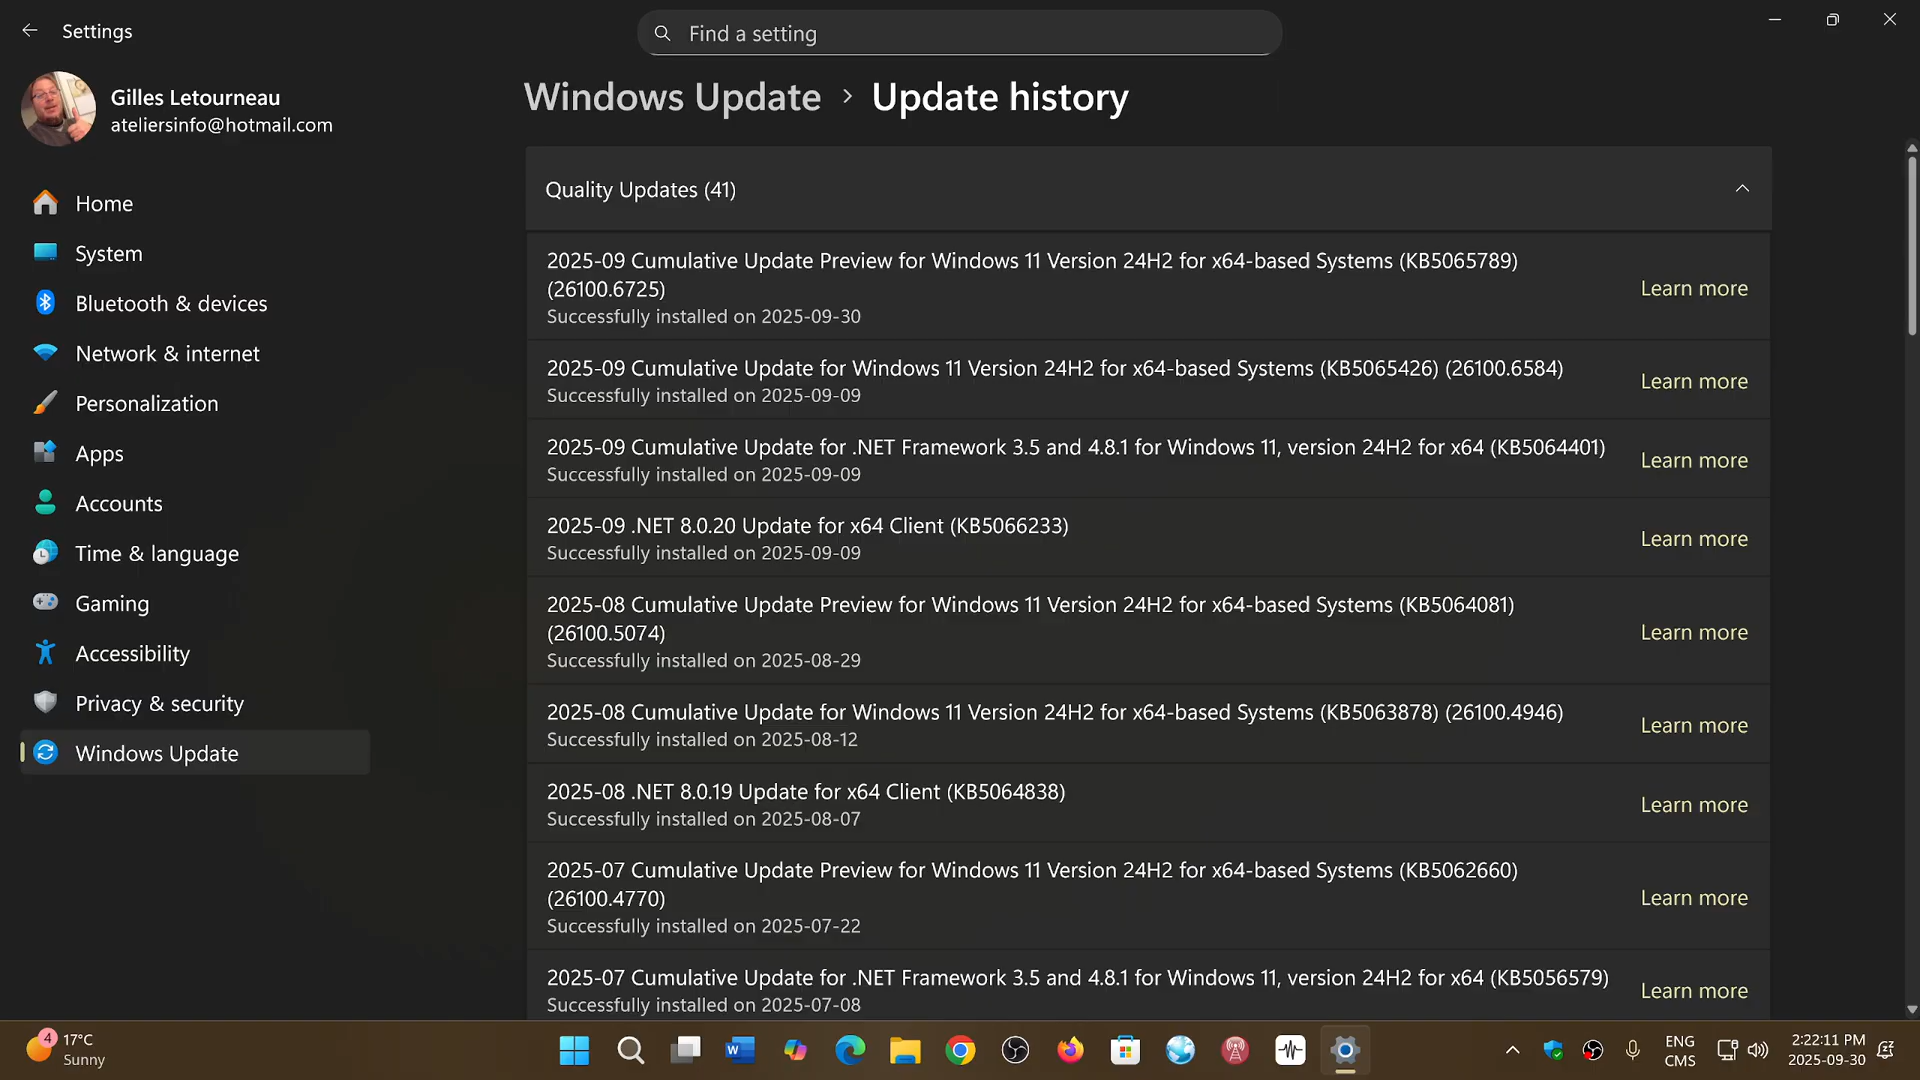 Settings
Find a setting
Gilles Letourneau
ateliersinfo@hotmail.com
Home
System
Bluetooth & devices
Network & internet
Personalization
Apps
Accounts
Time & language
Gaming
Accessibility
Privacy & security
Windows Update
Windows Update > Update history
Quality Updates (41)
2025-09 Cumulative Update Preview for Windows 11 Version 24H2 for x64-based Systems (KB5065789)
(26100.6725)
Successfully installed on 2025-09-30
Learn more
2025-09 Cumulative Update for Windows 11 Version 24H2 for x64-based Systems (KB5065426) (26100.6584)
Successfully installed on 2025-09-09
Learn more
2025-09 Cumulative Update for .NET Framework 3.5 and 4.8.1 for Windows 11, version 24H2 for x64 (KB5064401)
Successfully installed on 2025-09-09
Learn more
2025-09 .NET 8.0.20 Update for x64 Client (KB5066233)
Successfully installed on 2025-09-09
Learn more
2025-08 Cumulative Update Preview for Windows 11 Version 24H2 for x64-based Systems (KB5064081)
(26100.5074)
Successfully installed on 2025-08-29
Learn more
2025-08 Cumulative Update for Windows 11 Version 24H2 for x64-based Systems (KB5063878) (26100.4946)
Successfully installed on 2025-08-12
Learn more
2025-08 .NET 8.0.19 Update for x64 Client (KB5064838)
Successfully installed on 2025-08-07
Learn more
2025-07 Cumulative Update Preview for Windows 11 Version 24H2 for x64-based Systems (KB5062660)
(26100.4770)
Successfully installed on 2025-07-22
Learn more
2025-07 Cumulative Update for .NET Framework 3.5 and 4.8.1 for Windows 11, version 24H2 for x64 (KB5056579)
Successfully installed on 2025-07-08
Learn more
4
17°C
Sunny
W
ENG
CMS
2:22:11 PM
2025-09-30